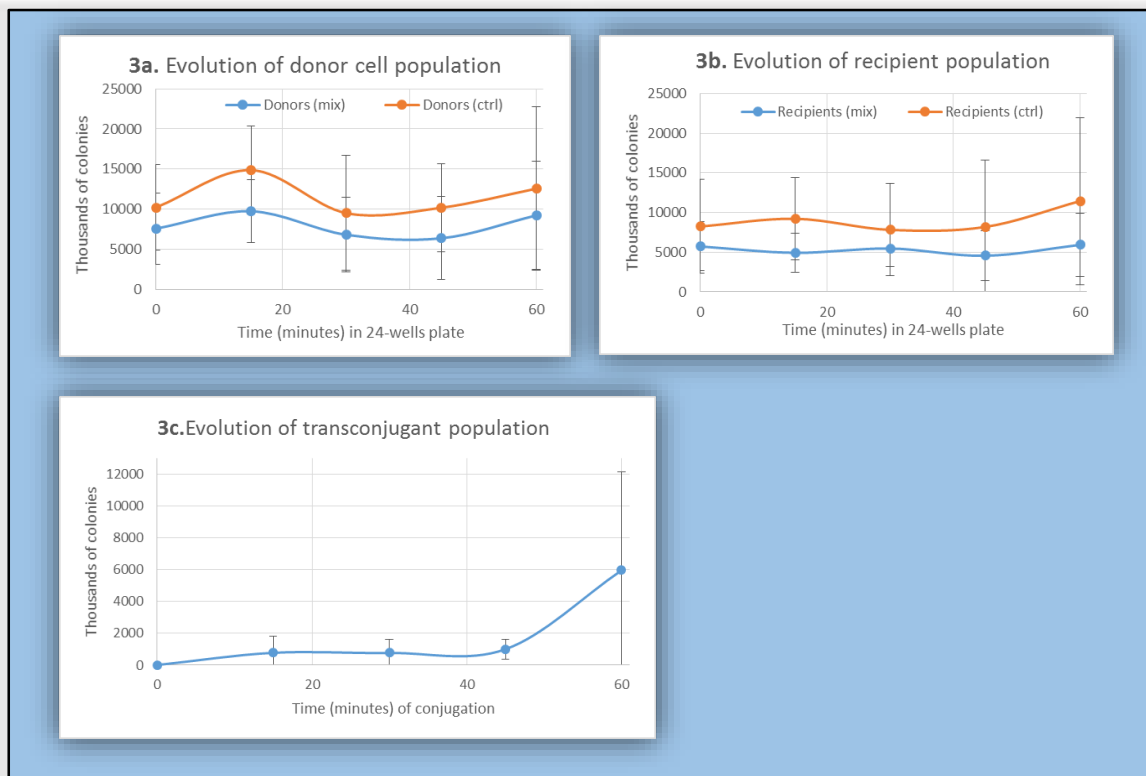 3a. Evolution of donor cell population
Donors (mix) Donors (ctrl)
Thousands of colonies
25000
20000
15000
10000
5000
0
0 20 40 60
Time (minutes) in 24-wells plate
3b. Evolution of recipient population
Recipients (mix) Recipients (ctrl)
Thousands of colonies
25000
20000
15000
10000
5000
0
0 20 40 60
Time (minutes) in 24-wells plate
3c.Evolution of transconjugant population
Thousands of colonies
12000
10000
8000
6000
4000
2000
0
0 20 40 60
Time (minutes) of conjugation